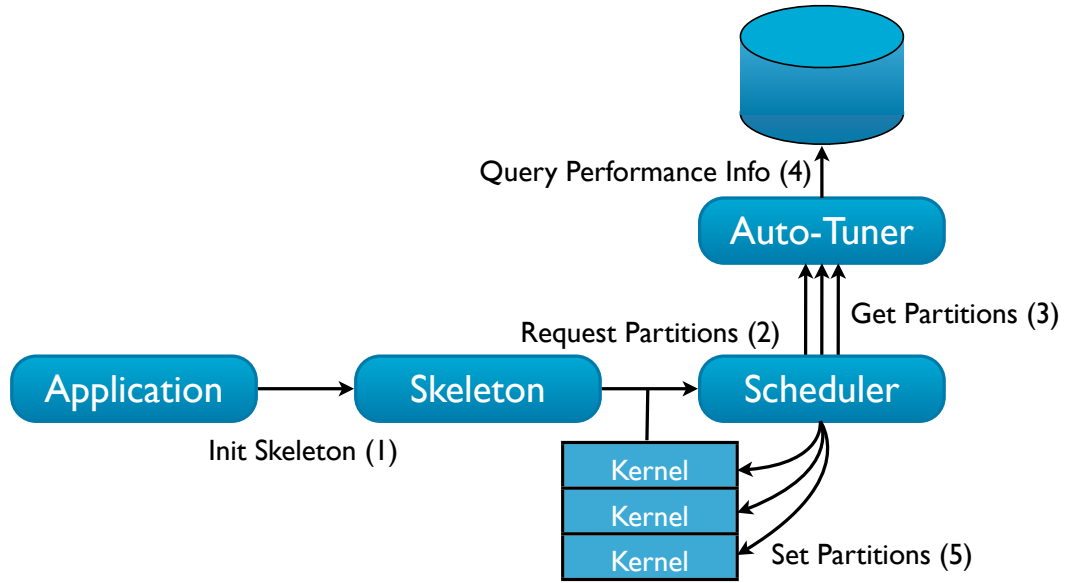 Query Performance Info (4)
Auto-Tuner
Get Partitions (3)
Request Partitions (2)
Application
Skeleton
Scheduler
Init Skeleton (1)
Kernel
Kernel
Kernel
Set Partitions (5)